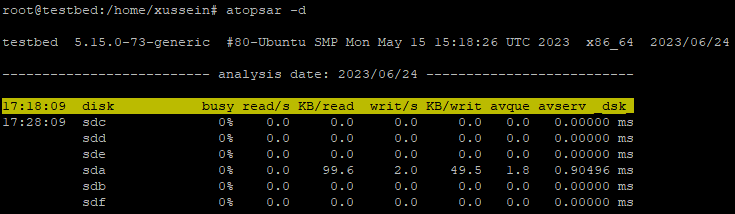 root@testbed:/home/xussein# atopsar -d
testbed 5.15.0-73-generic #80-Ubuntu SMP Mon May 15 15:18:26 UTC 2023 x86_64 2023/06/24
-------------------------- analysis date: 2023/06/24 --------------------------
17:18:09 disk busy read/s KB/read writ/s KB/writ avque avserv _dsk_
17:28:09 sdc 0% 0.0 0.0 0.0 0.0 0.0 0.00000 ms
sdd 0% 0.0 0.0 0.0 0.0 0.0 0.00000 ms
sde 0% 0.0 0.0 0.0 0.0 0.0 0.00000 ms
sda 0% 0.0 99.6 2.0 49.5 1.8 0.90496 ms
sdb 0% 0.0 0.0 0.0 0.0 0.0 0.00000 ms
sdf 0% 0.0 0.0 0.0 0.0 0.0 0.00000 ms